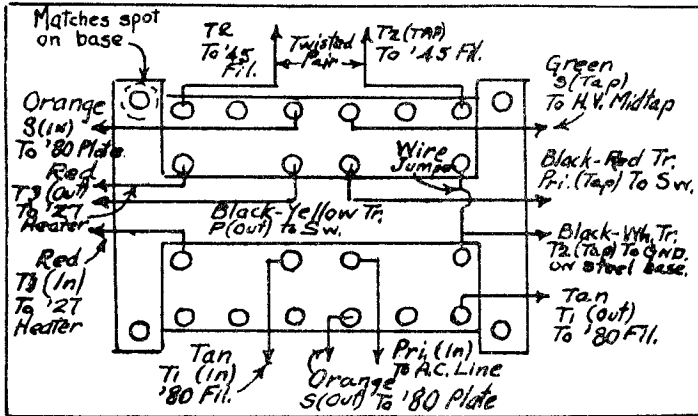 Matches spot
on base
T2
To '45
Fil.
Twisted
Pair
T2 (TAP)
To '45 Fil.
Green
S (Tap)
To H.V. Midtap
Orange
S (In)
To '80 Plate
Red
T3 (Out)
To '27
Heater
Wire
Jumper
Black-Red Tr.
Pri. (Tap) To Sw.
Black-Yellow Tr.
P (Out) to Sw.
Black-Wh. Tr.
T2 (Tap) To GND.
on steel base.
Red
T3 (In)
To '27
Heater
Tan
T1 (Out)
To '80 Fil.
Tan
T1 (In)
'80 Fil.
Orange
S (Out) To '80 Plate
Pri. (In)
To A.C. Line